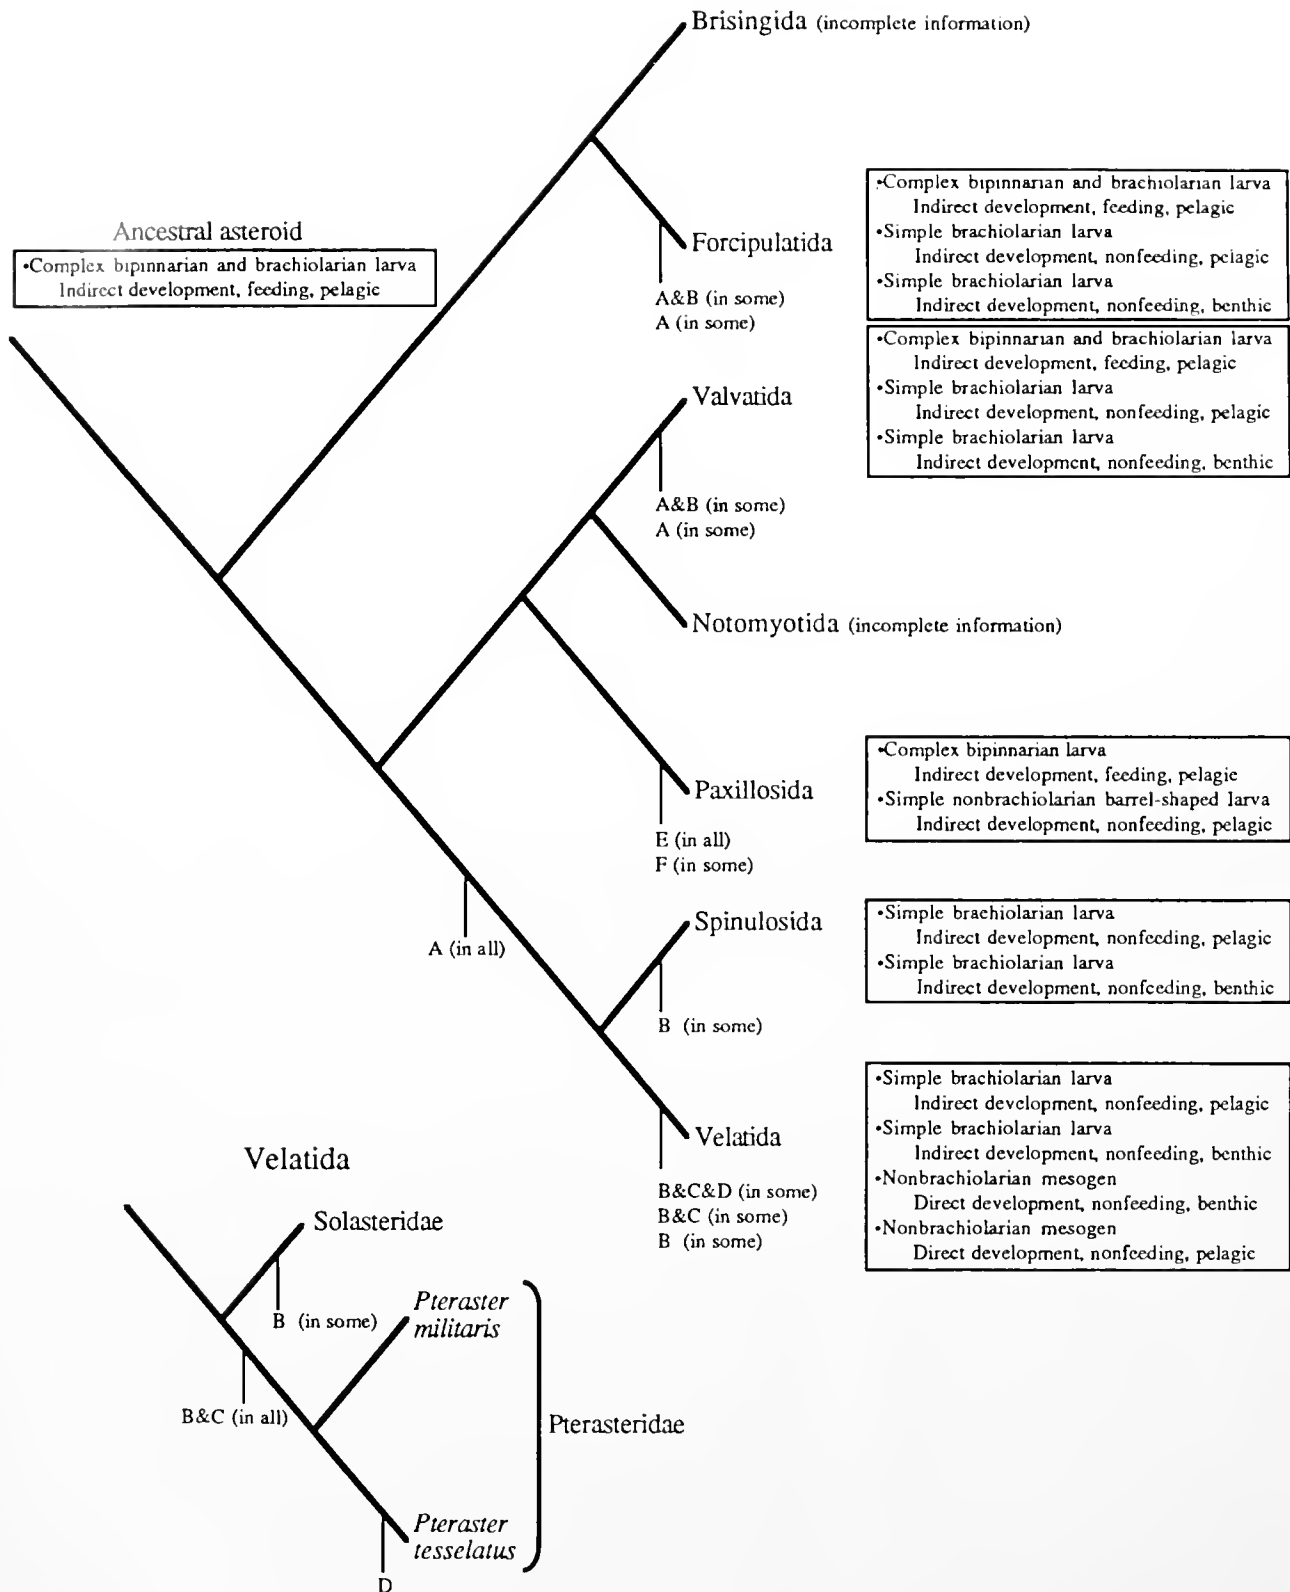 Brisingida (incomplete information)
Ancestral asteroid
•Complex bipinnarian and brachiolarian larva
Indirect development, feeding, pelagic
Forcipulatida
A&B (in some)
A (in some)
•Complex bipinnarian and brachiolarian larva
Indirect development, feeding, pelagic
•Simple brachiolarian larva
Indirect development, nonfeeding, pelagic
•Simple brachiolarian larva
Indirect development, nonfeeding, benthic
Valvatida
A&B (in some)
A (in some)
•Complex bipinnarian and brachiolarian larva
Indirect development, feeding, pelagic
•Simple brachiolarian larva
Indirect development, nonfeeding, pelagic
•Simple brachiolarian larva
Indirect development, nonfeeding, benthic
Notomyotida (incomplete information)
Paxillosida
E (in all)
F (in some)
•Complex bipinnarian larva
Indirect development, feeding, pelagic
•Simple nonbrachiolarian barrel-shaped larva
Indirect development, nonfeeding, pelagic
A (in all)
Spinulosida
B (in some)
•Simple brachiolarian larva
Indirect development, nonfeeding, pelagic
•Simple brachiolarian larva
Indirect development, nonfeeding, benthic
Velatida
B&C&D (in some)
B&C (in some)
B (in some)
•Simple brachiolarian larva
Indirect development, nonfeeding, pelagic
•Simple brachiolarian larva
Indirect development, nonfeeding, benthic
•Nonbrachiolarian mesogen
Direct development, nonfeeding, benthic
•Nonbrachiolarian mesogen
Direct development, nonfeeding, pelagic
Velatida
Solasteridae
B (in some)
B&C (in all)
Pteraster
militaris
Pterasteridae
Pteraster
tesselatus
D